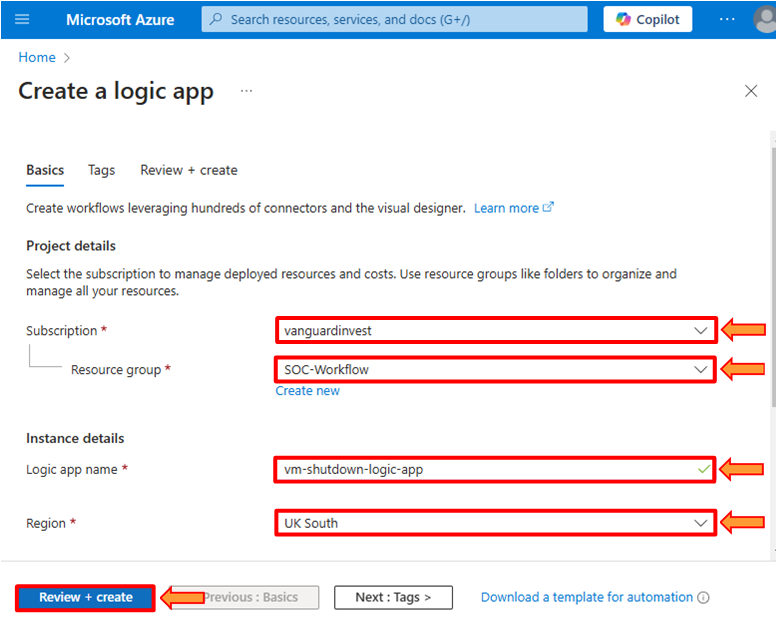 Microsoft Azure
Search resources, services, and docs (G+/)
Copilot
...
Home >
Create a logic app ...
Basics Tags Review + create
Create workflows leveraging hundreds of connectors and the visual designer. Learn more
Project details
Select the subscription to manage deployed resources and costs. Use resource groups like folders to organize and
manage all your resources.
Subscription * vanguardinvest
Resource group * SOC-Workflow
Create new
Instance details
Logic app name * vm-shutdown-logic-app
Region * UK South
Review + create
Previous : Basics
Next : Tags >
Download a template for automation